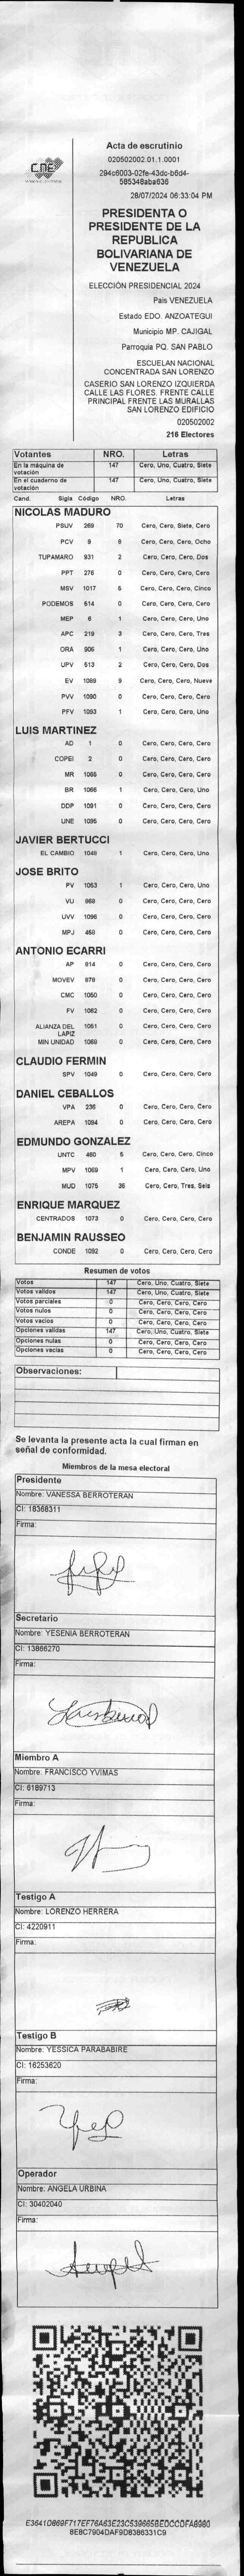 CNE
Acta de escrutinio
020502002.01.1.0001
294c6003-02fe-43dc-b6d4-
585348aba636
28/07/2024 06:33:04 PM
PRESIDENTA O
PRESIDENTE DE LA
REPUBLICA
BOLIVARIANA DE
VENEZUELA
ELECCIÓN PRESIDENCIAL 2024
Pais VENEZUELA
Estado EDO. ANZOATEGUI
Municipio MP. CAJIGAL
Parroquia PQ. SAN PABLO
ESCUELAN NACIONAL
CONCENTRADA SAN LORENZO
CASERIO SAN LORENZO IZQUIERDA
CALLE LAS FLORES. FRENTE CALLE
PRINCIPAL FRENTE LAS MURALLAS
SAN LORENZO EDIFICIO
020502002
216 Electores
Votantes NRO. Letras
En la máquina de votación 147 Cero, Uno, Cuatro, Siete
En el cuaderno de votación 147 Cero, Uno, Cuatro, Siete
Cand. Sigla Código NRO. Letras
NICOLAS MADURO
PSUV 269 70 Cero, Cero, Siete, Cero
PCV 9 8 Cero, Cero, Cero, Ocho
TUPAMARO 931 2 Cero, Cero, Cero, Dos
PPT 276 0 Cero, Cero, Cero, Cero
MSV 1017 5 Cero, Cero, Cero, Cinco
PODEMOS 514 0 Cero, Cero, Cero, Cero
MEP 6 1 Cero, Cero, Cero, Uno
APC 219 3 Cero, Cero, Cero, Tres
ORA 906 1 Cero, Cero, Cero, Uno
UPV 513 2 Cero, Cero, Cero, Dos
EV 1089 9 Cero, Cero, Cero, Nueve
PVV 1090 0 Cero, Cero, Cero, Cero
PFV 1093 1 Cero, Cero, Cero, Uno
LUIS MARTINEZ
AD 1 0 Cero, Cero, Cero, Cero
COPEI 2 0 Cero, Cero, Cero, Cero
MR 1065 0 Cero, Cero, Cero, Cero
BR 1066 1 Cero, Cero, Cero, Uno
DDP 1091 0 Cero, Cero, Cero, Cero
UNE 1095 0 Cero, Cero, Cero, Cero
JAVIER BERTUCCI
EL CAMBIO 1048 1 Cero, Cero, Cero, Uno
JOSE BRITO
PV 1053 1 Cero, Cero, Cero, Uno
VU 868 0 Cero, Cero, Cero, Cero
UVV 1096 0 Cero, Cero, Cero, Cero
MPJ 458 0 Cero, Cero, Cero, Cero
ANTONIO ECARRI
AP 814 0 Cero, Cero, Cero, Cero
MOVEV 878 0 Cero, Cero, Cero, Cero
CMC 1050 0 Cero, Cero, Cero, Cero
FV 1062 0 Cero, Cero, Cero, Cero
ALIANZA DEL LAPIZ 1051 0 Cero, Cero, Cero, Cero
MIN UNIDAD 1068 0 Cero, Cero, Cero, Cero
CLAUDIO FERMIN
SPV 1049 0 Cero, Cero, Cero, Cero
DANIEL CEBALLOS
VPA 236 0 Cero, Cero, Cero, Cero
AREPA 1094 0 Cero, Cero, Cero, Cero
EDMUNDO GONZALEZ
UNTC 460 5 Cero, Cero, Cero, Cinco
MPV 1069 1 Cero, Cero, Cero, Uno
MUD 1075 36 Cero, Cero, Tres, Seis
ENRIQUE MARQUEZ
CENTRADOS 1073 0 Cero, Cero, Cero, Cero
BENJAMIN RAUSSEO
CONDE 1092 0 Cero, Cero, Cero, Cero
Resumen de votos
Votos 147 Cero, Uno, Cuatro, Siete
Votos validos 147 Cero, Uno, Cuatro, Siete
Votos parciales 0 Cero, Cero, Cero, Cero
Votos nulos 0 Cero, Cero, Cero, Cero
Votos vacios 0 Cero, Cero, Cero, Cero
Opciones validas 147 Cero, Uno, Cuatro, Siete
Opciones nulas 0 Cero, Cero, Cero, Cero
Opciones vacias 0 Cero, Cero, Cero, Cero
Observaciones:
Se levanta la presente acta la cual firman en
señal de conformidad.
Miembros de la mesa electoral
Presidente
Nombre: VANESSA BERROTERAN
CI: 18368311
Firma:
Secretario
Nombre: YESENIA BERROTERAN
CI: 13866270
Firma:
Miembro A
Nombre: FRANCISCO YVIMAS
CI: 6189713
Firma:
Testigo A
Nombre: LORENZO HERRERA
CI: 4220911
Firma:
Testigo B
Nombre: YESSICA PARABABIRE
CI: 16253620
Firma:
Operador
Nombre: ANGELA URBINA
CI: 30402040
Firma: